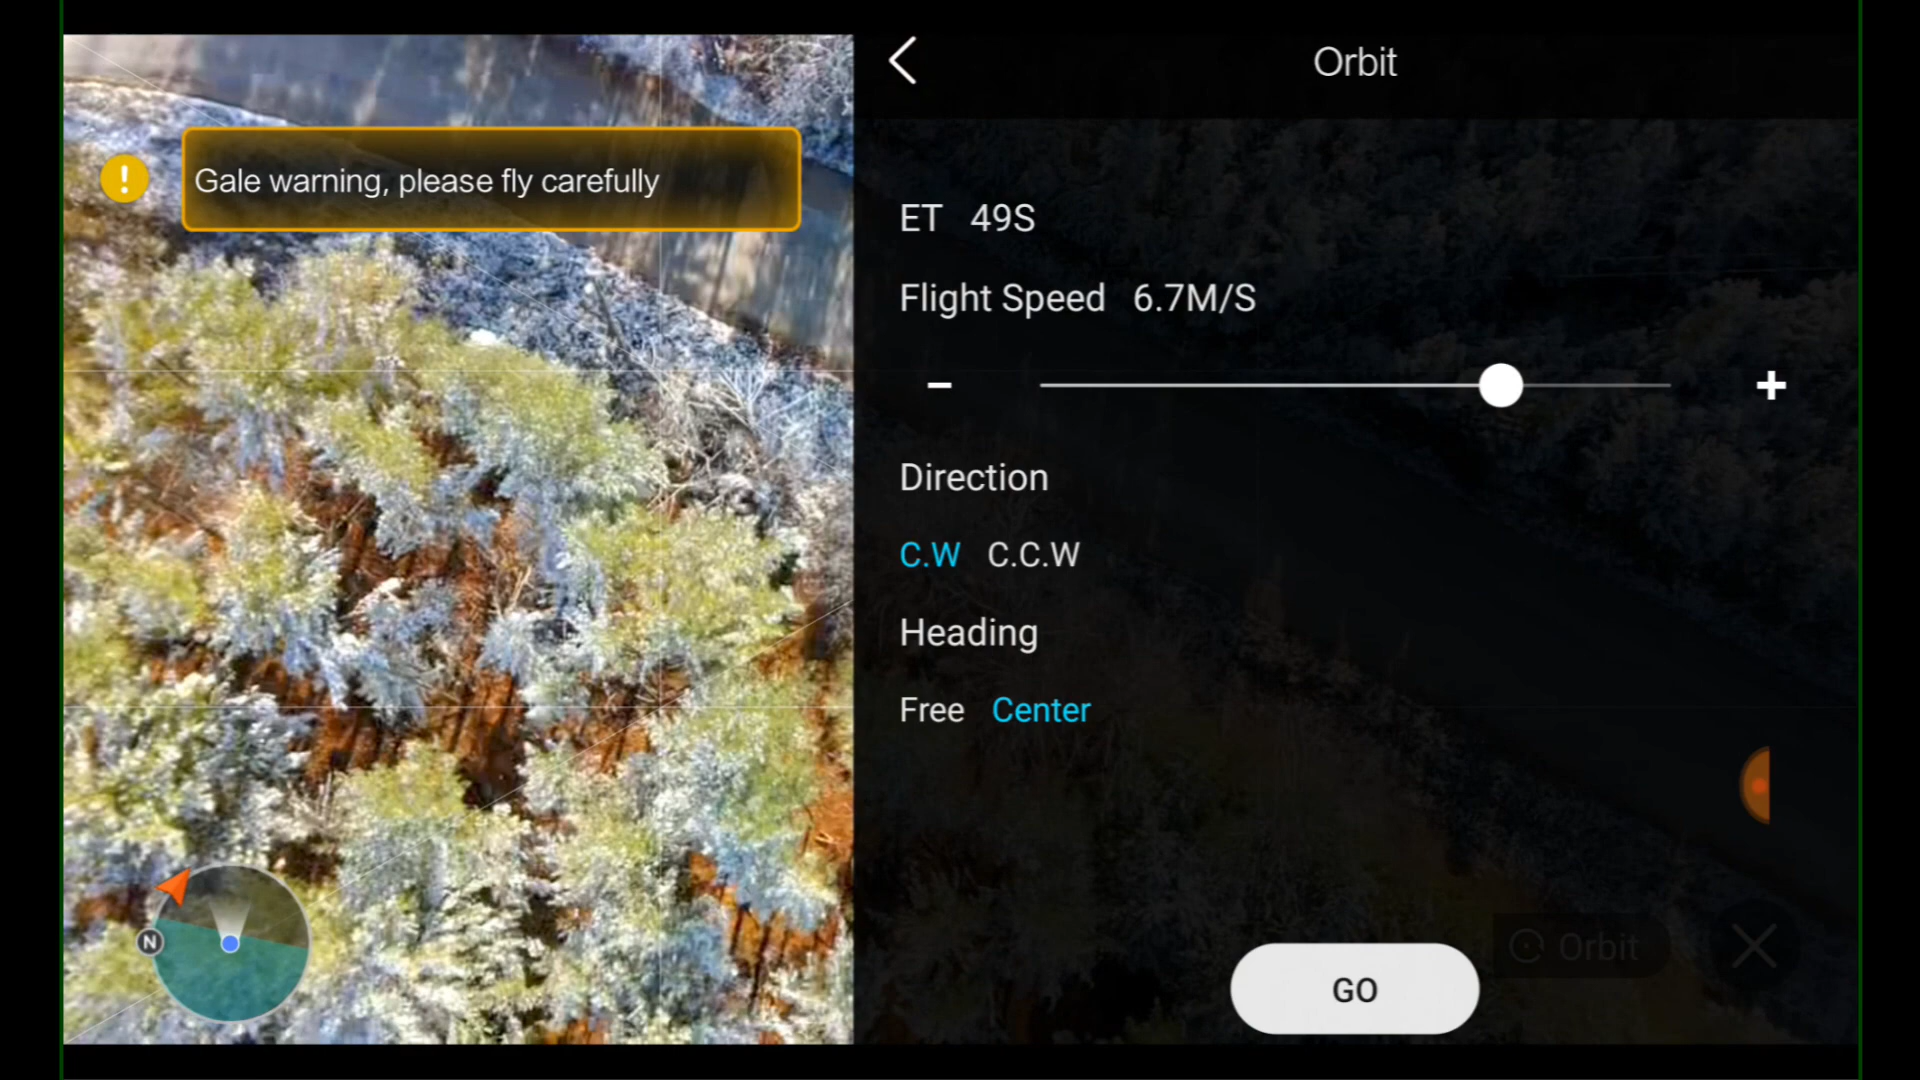 Orbit
Gale warning, please fly carefully
ET 49S
Flight Speed 6.7M/S
Direction
C.W C.C.W
Heading
Free Center
N
Orbit
GO